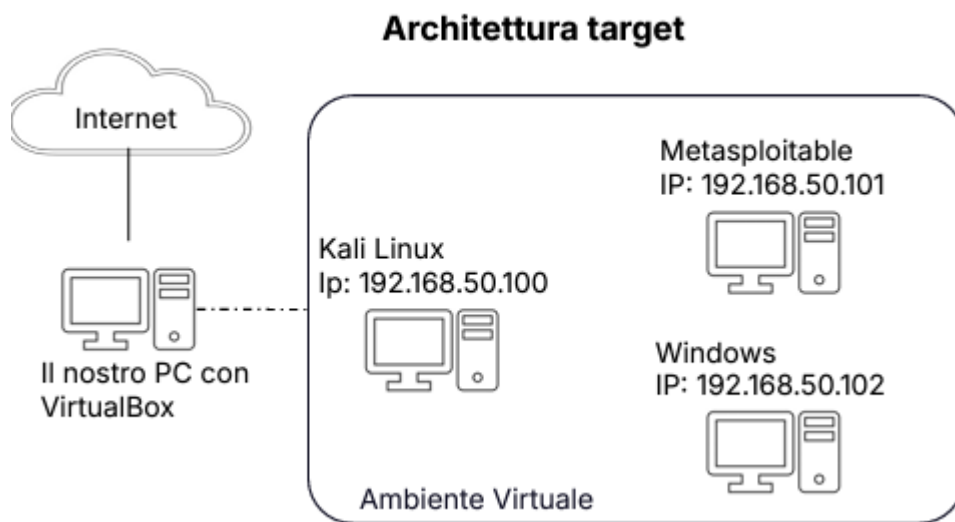 Architettura target
Internet
Il nostro PC con
VirtualBox
Kali Linux
Ip: 192.168.50.100
Metasploitable
IP: 192.168.50.101
Windows
IP: 192.168.50.102
Ambiente Virtuale